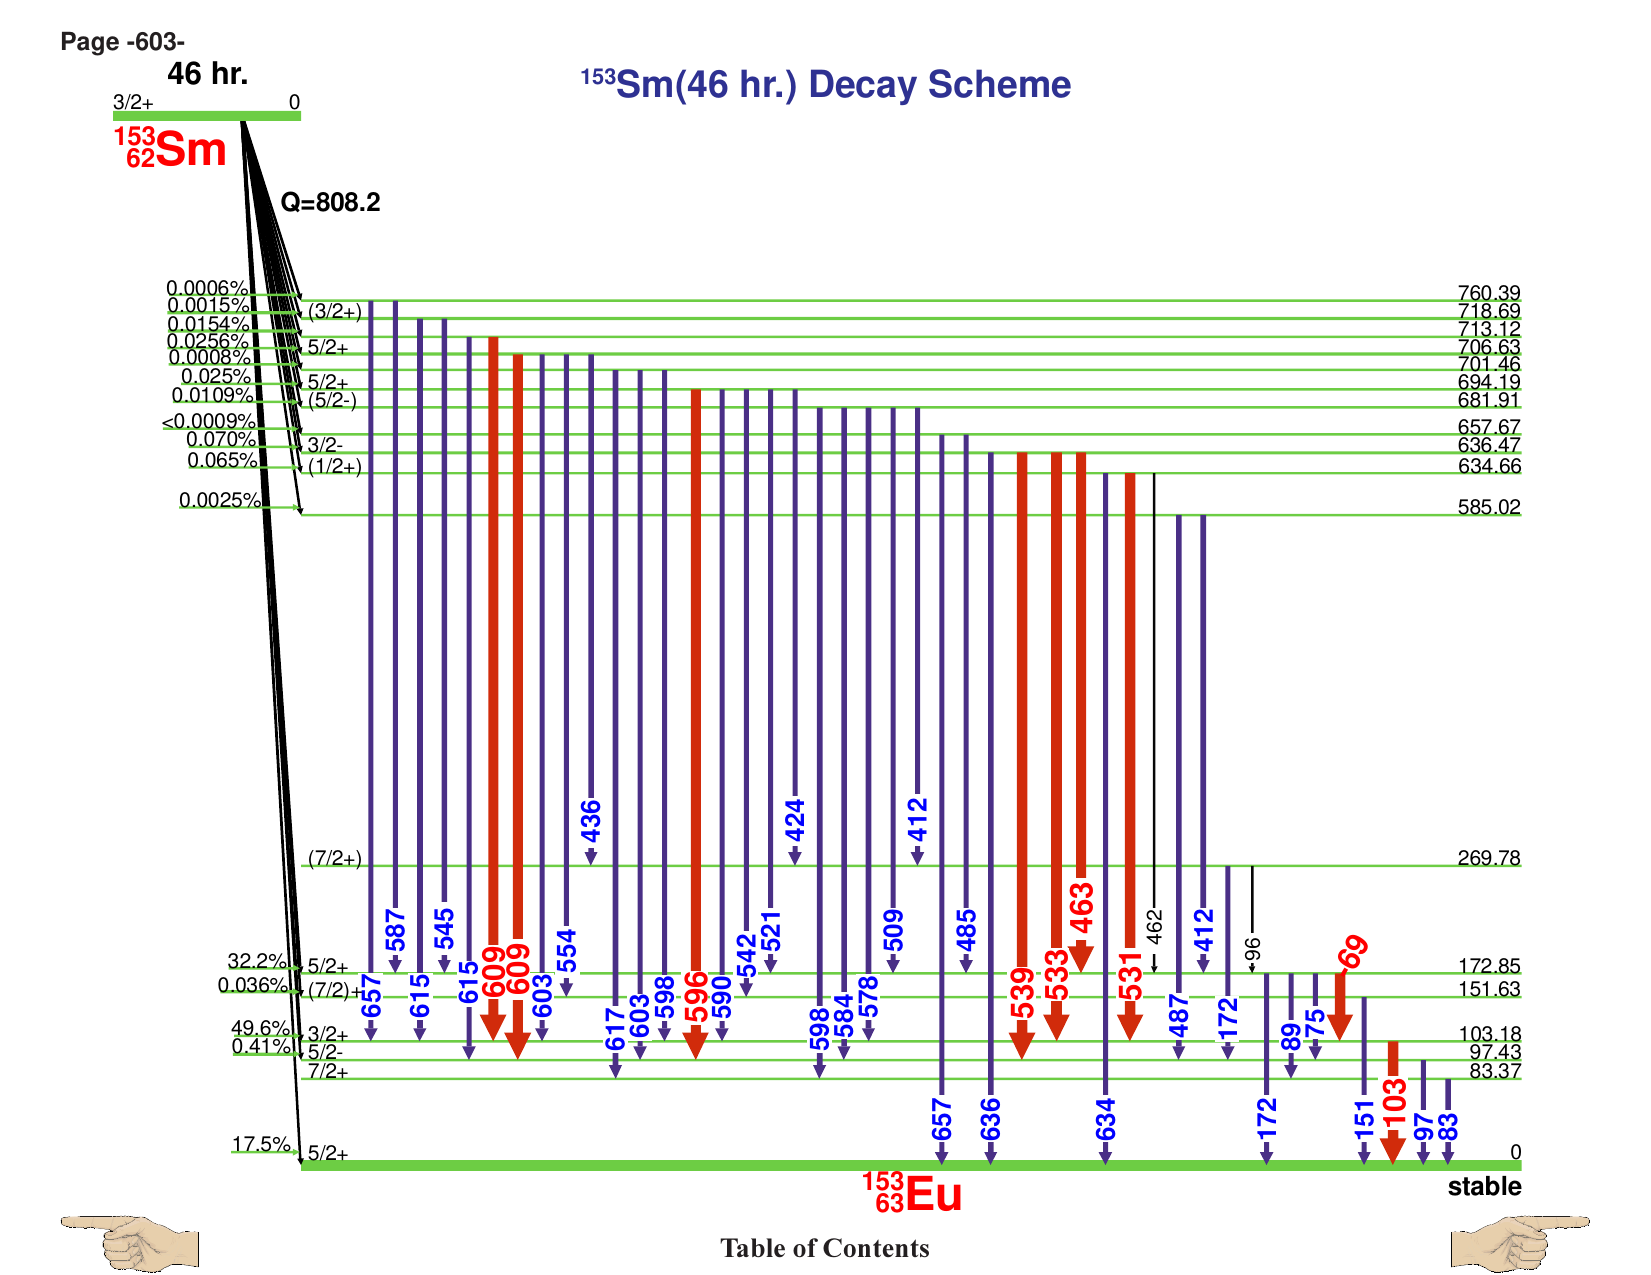 Page -603-
46 hr.
153Sm(46 hr.) Decay Scheme
3/2+ 0
153 62 Sm
Q=808.2
0.0006% 760.39
0.0015% (3/2+) 718.69
0.0154% 713.12
0.0256% 5/2+ 706.63
0.0008% 701.46
0.025% 5/2+ 694.19
0.0109% (5/2-) 681.91
<0.0009% 657.67
0.070% 3/2- 636.47
0.065% (1/2+) 634.66
0.0025% 585.02
(7/2+) 269.78
32.2% 5/2+ 172.85
0.036% (7/2)+ 151.63
49.6% 3/2+ 103.18
0.41% 5/2- 97.43
7/2+ 83.37
17.5% 5/2+ 0
657 587 615 545 615 609 609 603 554 436 617 603 598 596 590 542 521 424 598 584 578 509 412 657 485 636 539 533 463 634 531 462 487 412 172 96 172 89 75 69 151 103 97 83
153 63 Eu
stable
Table of Contents